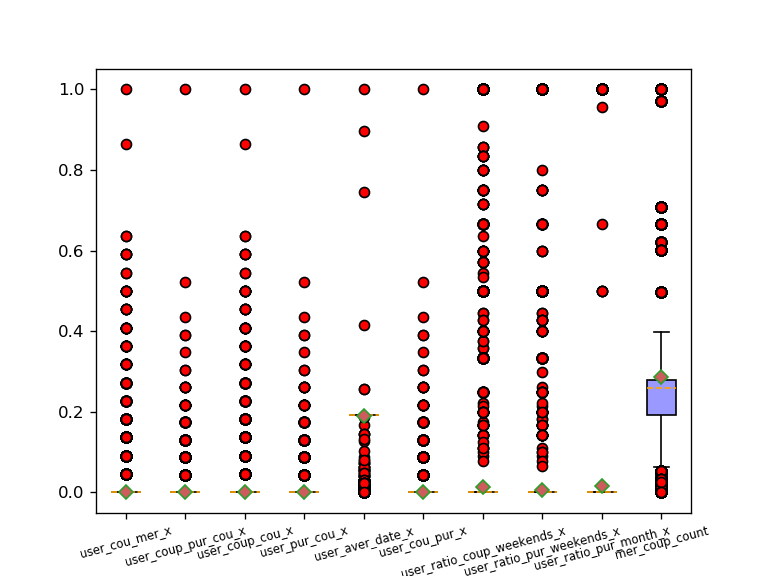 1.0
0.8
0.6
0.4
0.2
0.0
user_cou_mer_x
user_coup_pur_cou_x
user_coup_cou_x
user_pur_cou_x
user_aver_date_x
user_cou_pur_x
user_ratio_coup_weekends_x
user_ratio_pur_weekends_x
user_ratio_pur_month_x
mer_coup_count